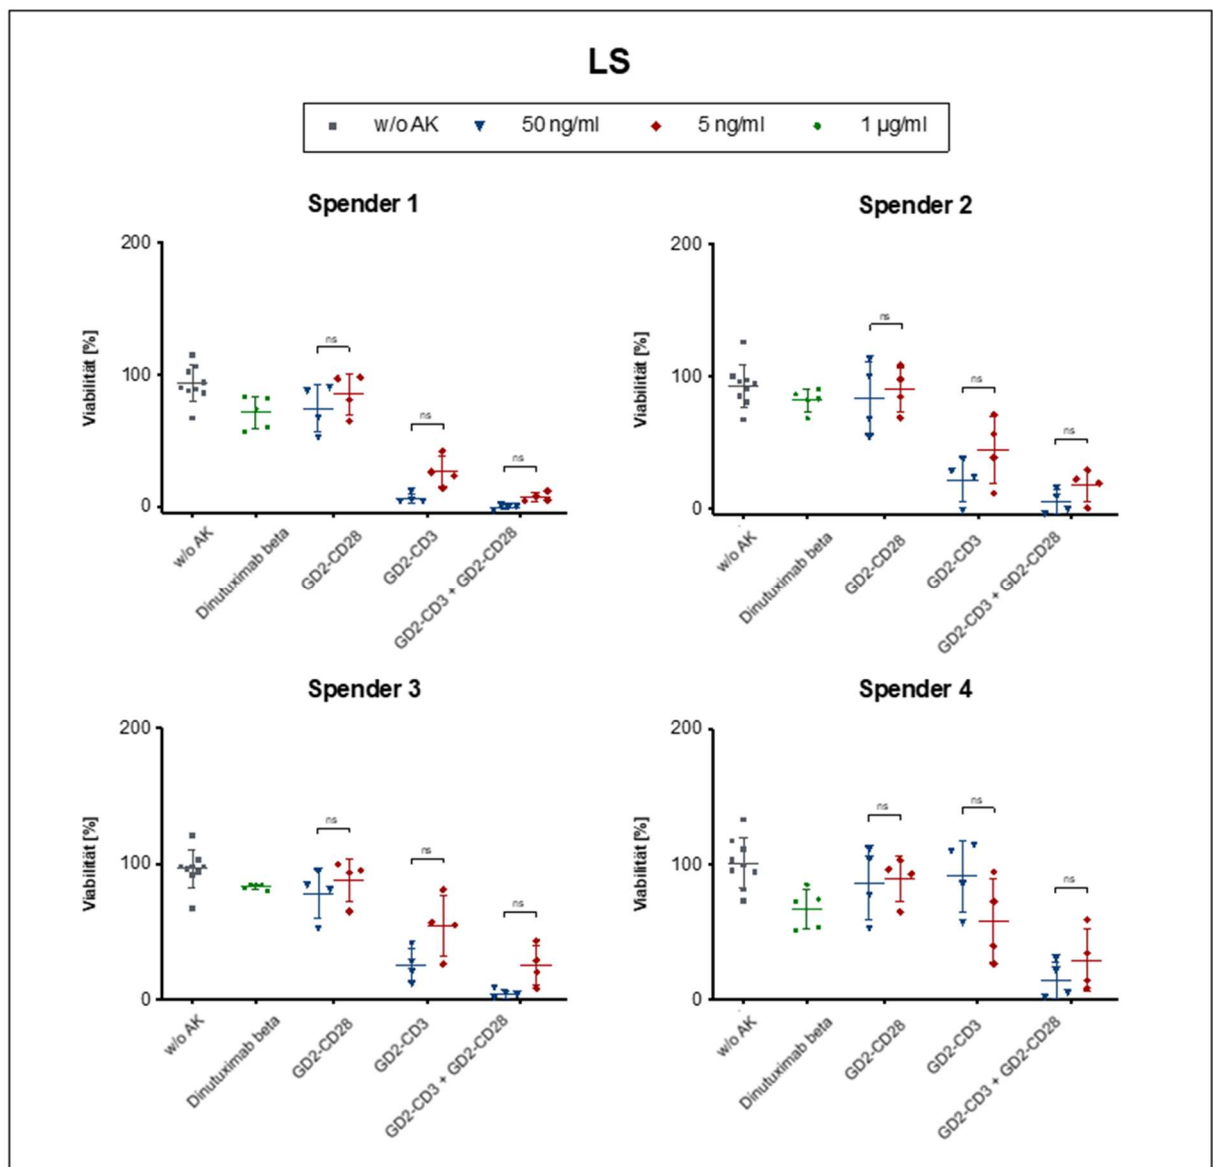 LS
w/o AK 50 ng/ml 5 ng/ml 1 µg/ml
Spender 1
200
100
0
Viabilität [%]
ns
ns
ns
w/o AK
Dinutuximab beta
GD2-CD28
GD2-CD3
GD2-CD3 + GD2-CD28
Spender 2
200
100
0
Viabilität [%]
ns
ns
ns
w/o AK
Dinutuximab beta
GD2-CD28
GD2-CD3
GD2-CD3 + GD2-CD28
Spender 3
200
100
0
Viabilität [%]
ns
ns
ns
w/o AK
Dinutuximab beta
GD2-CD28
GD2-CD3
GD2-CD3 + GD2-CD28
Spender 4
200
100
0
Viabilität [%]
ns
ns
ns
w/o AK
Dinutuximab beta
GD2-CD28
GD2-CD3
GD2-CD3 + GD2-CD28